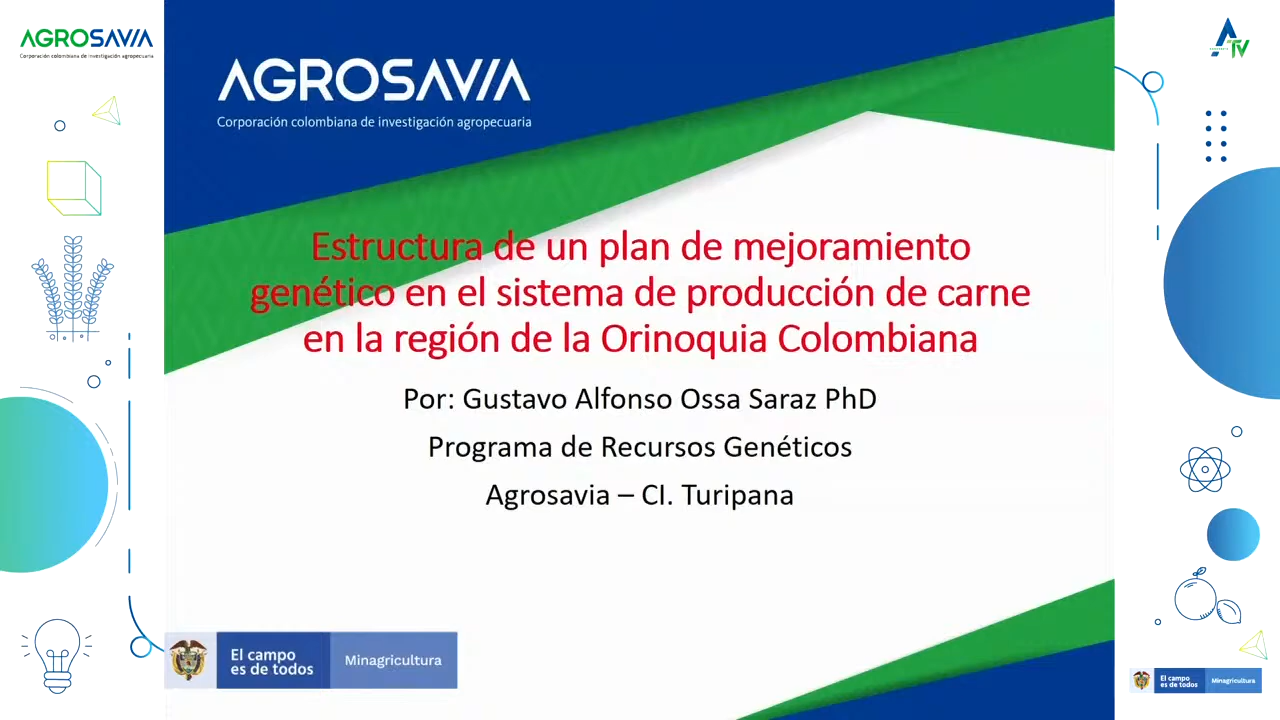 AGROSAVIA
Corporación colombiana de investigación agropecuaria
ATV
AGROSAVIA
Corporación colombiana de investigación agropecuaria
Estructura de un plan de mejoramiento
genético en el sistema de producción de carne
en la región de la Orinoquia Colombiana
Por: Gustavo Alfonso Ossa Saraz PhD
Programa de Recursos Genéticos
Agrosavia – CI. Turipana
El campo
es de todos
Minagricultura
El campo
es de todos
Minagricultura